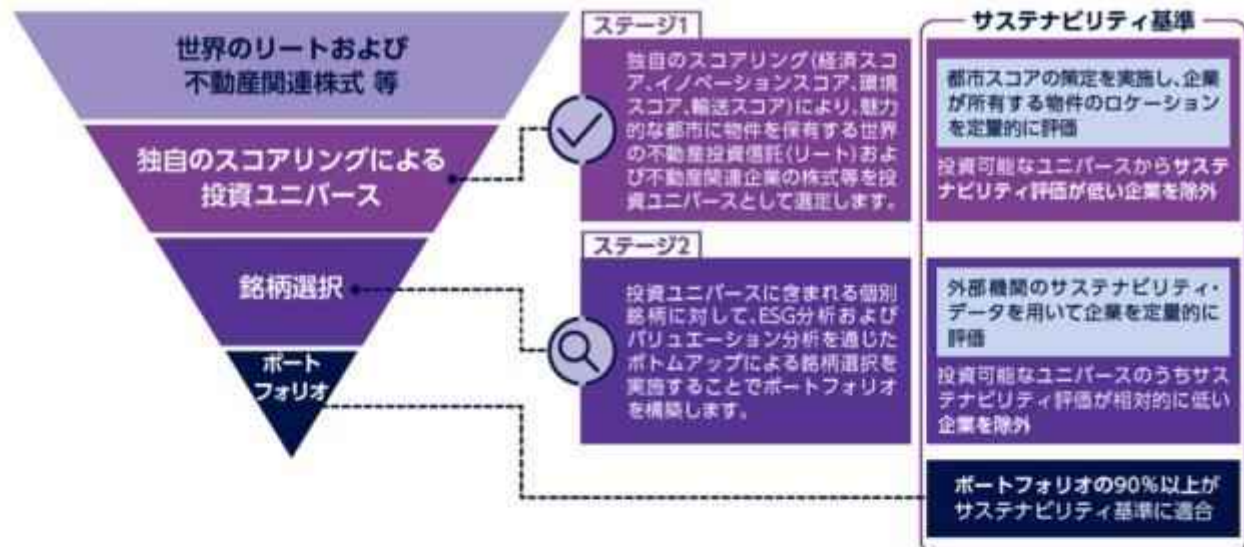 世界のリートおよび
不動産関連株式 等
独自のスコアリングによる
投資ユニバース
銘柄選択
ポート
フォリオ
ステージ1
独自のスコアリング(経済スコ
ア、イノベーションスコア、環境
スコア、輸送スコア)により、魅力
的な都市に物件を保有する世界
の不動産投資信託(リート)およ
び不動産関連企業の株式等を投
資ユニバースとして選定します。
ステージ2
投資ユニバースに含まれる個別
銘柄に対して、ESG分析および
バリュエーション分析を通じた
ボトムアップによる銘柄選択を
実施することでポートフォリオ
を構築します。
サステナビリティ基準
都市スコアの策定を実施し、企業
が所有する物件のロケーション
を定量的に評価
投資可能なユニバースからサステ
ナビリティ評価が低い企業を除外
外部機関のサステナビリティ・
データを用いて企業を定量的に
評価
投資可能なユニバースのうちサス
テナビリティ評価が相対的に低い
企業を除外
ポートフォリオの90%以上が
サステナビリティ基準に適合